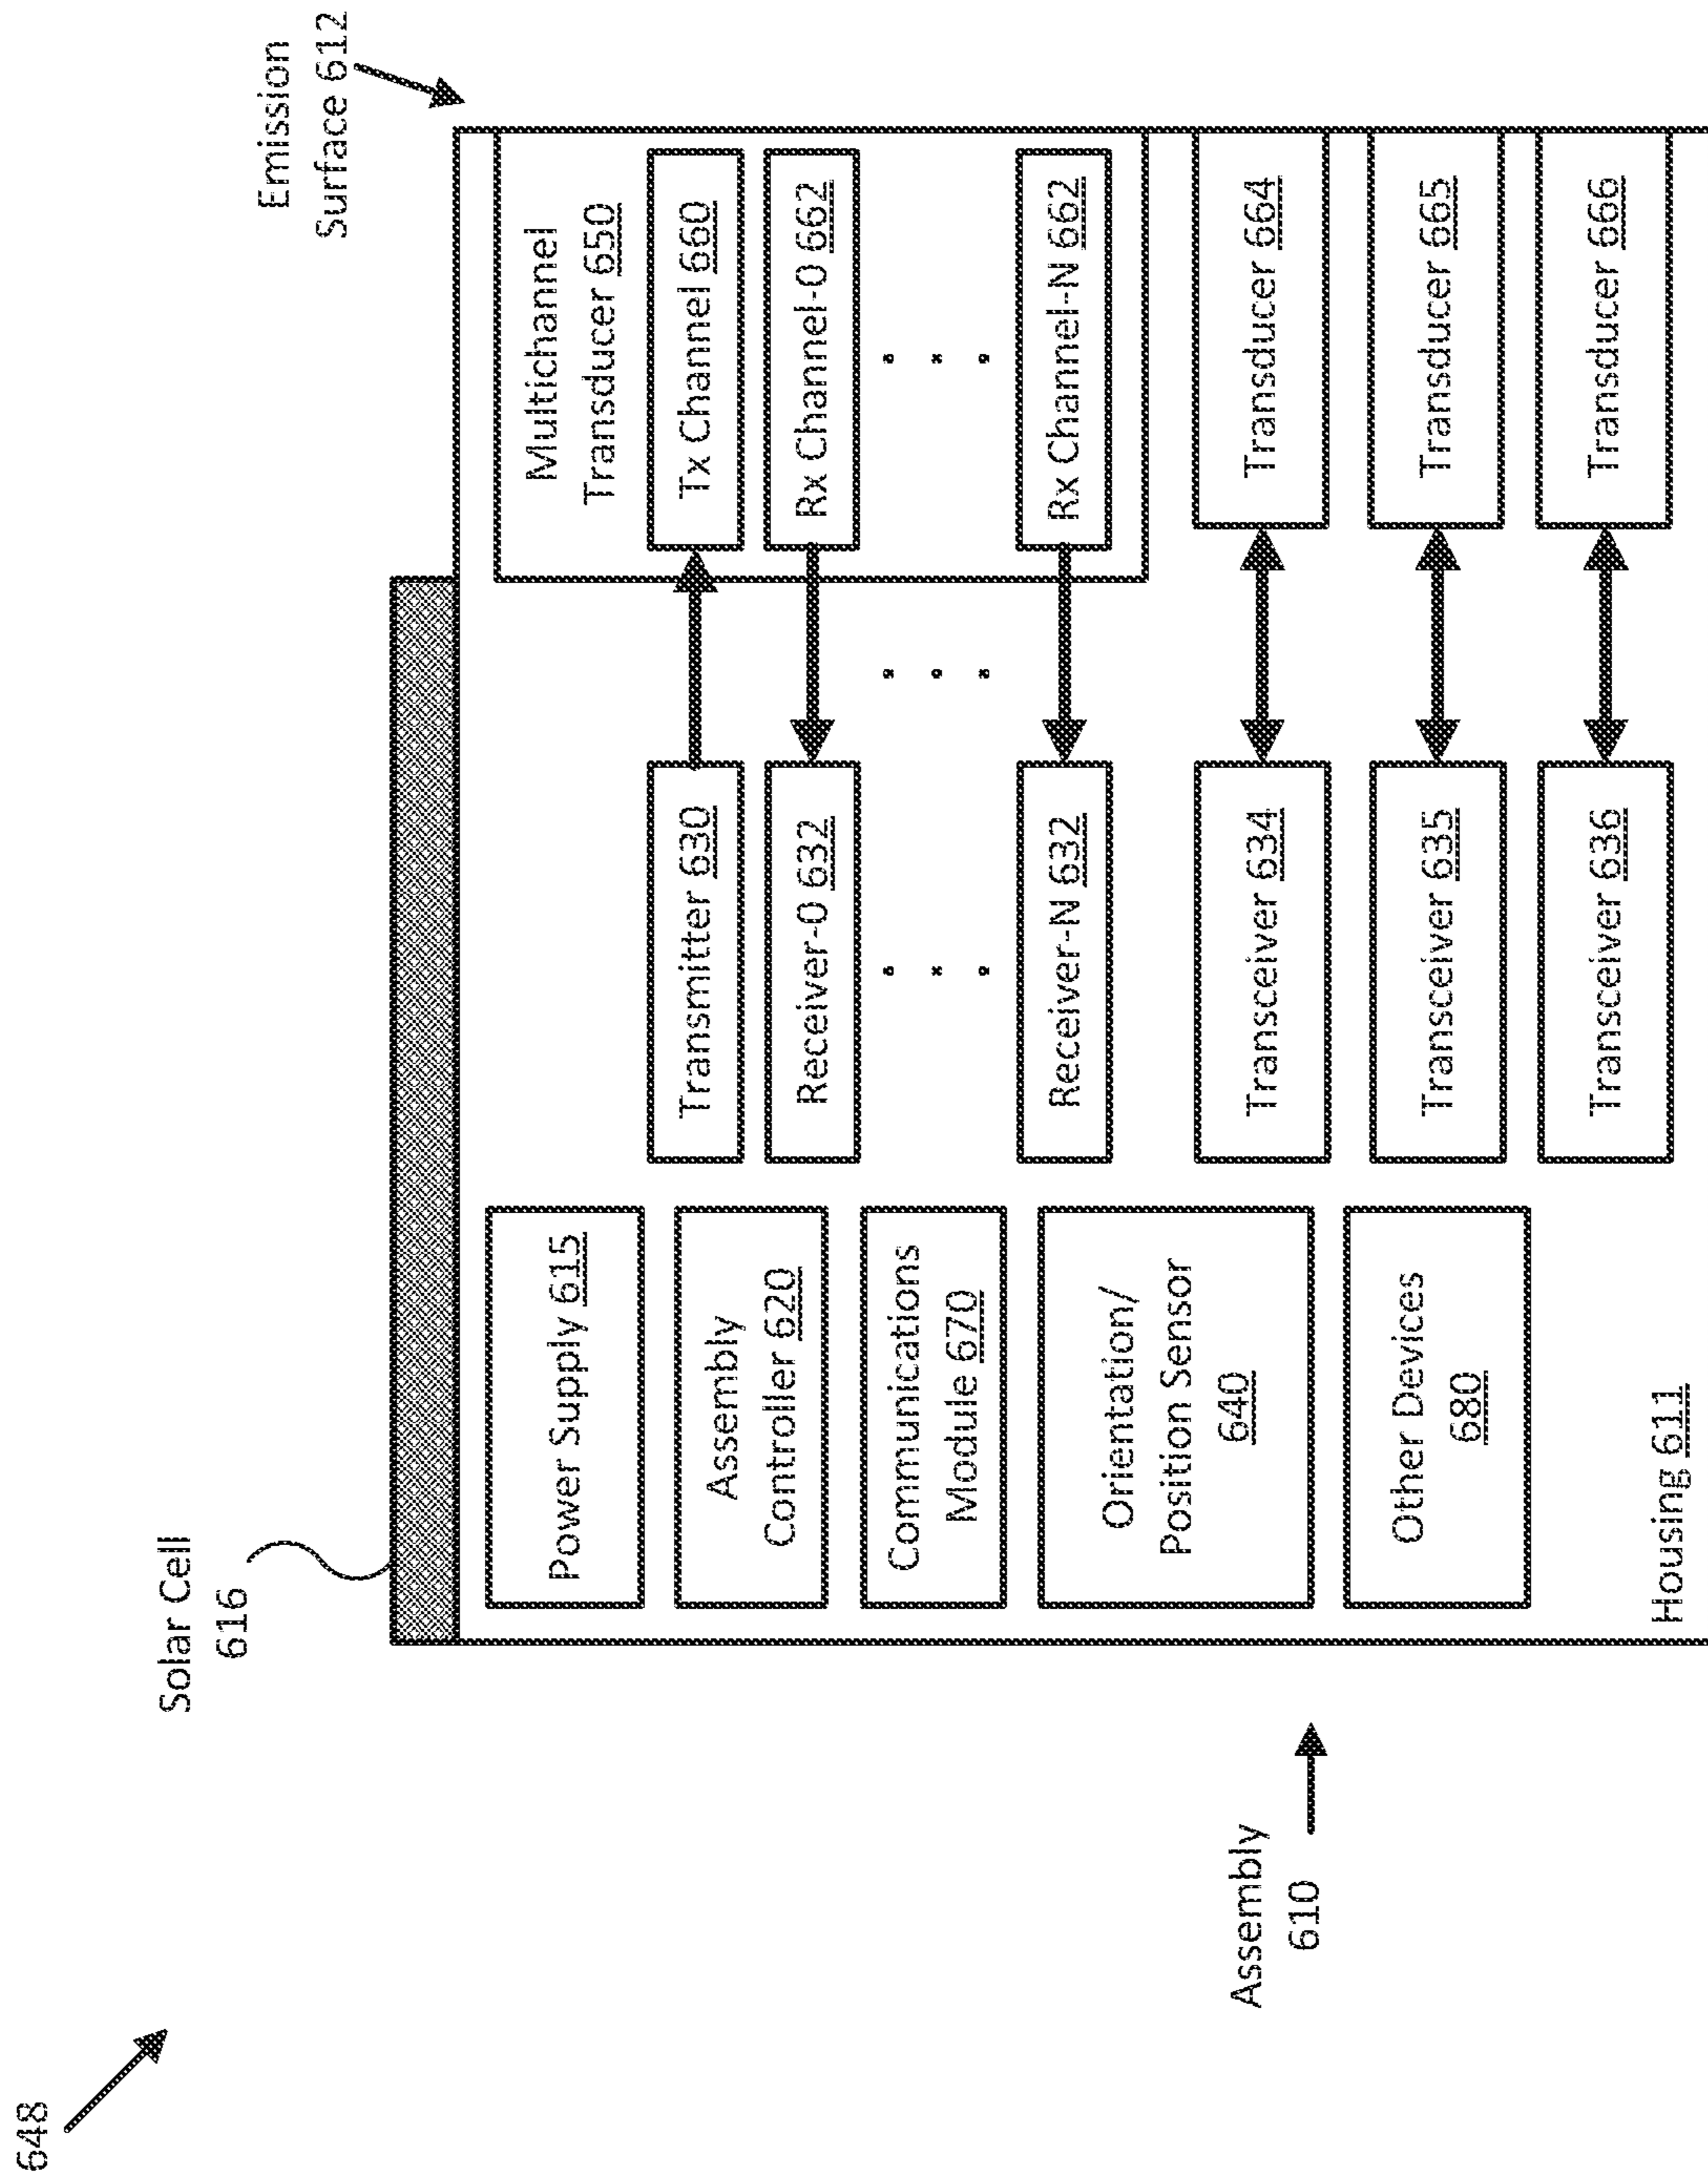 648
Solar Cell
616
Emission
Surface 612
Assembly
610
Power Supply 615
Assembly
Controller 620
Communications
Module 670
Orientation/
Position Sensor
640
Other Devices
680
Housing 611
Transmitter 630
Receiver-0 632
Receiver-N 632
Transceiver 634
Transceiver 635
Transceiver 636
Multichannel
Transducer 650
Tx Channel 660
Rx Channel-0 662
Rx Channel-N 662
Transducer 664
Transducer 665
Transducer 666